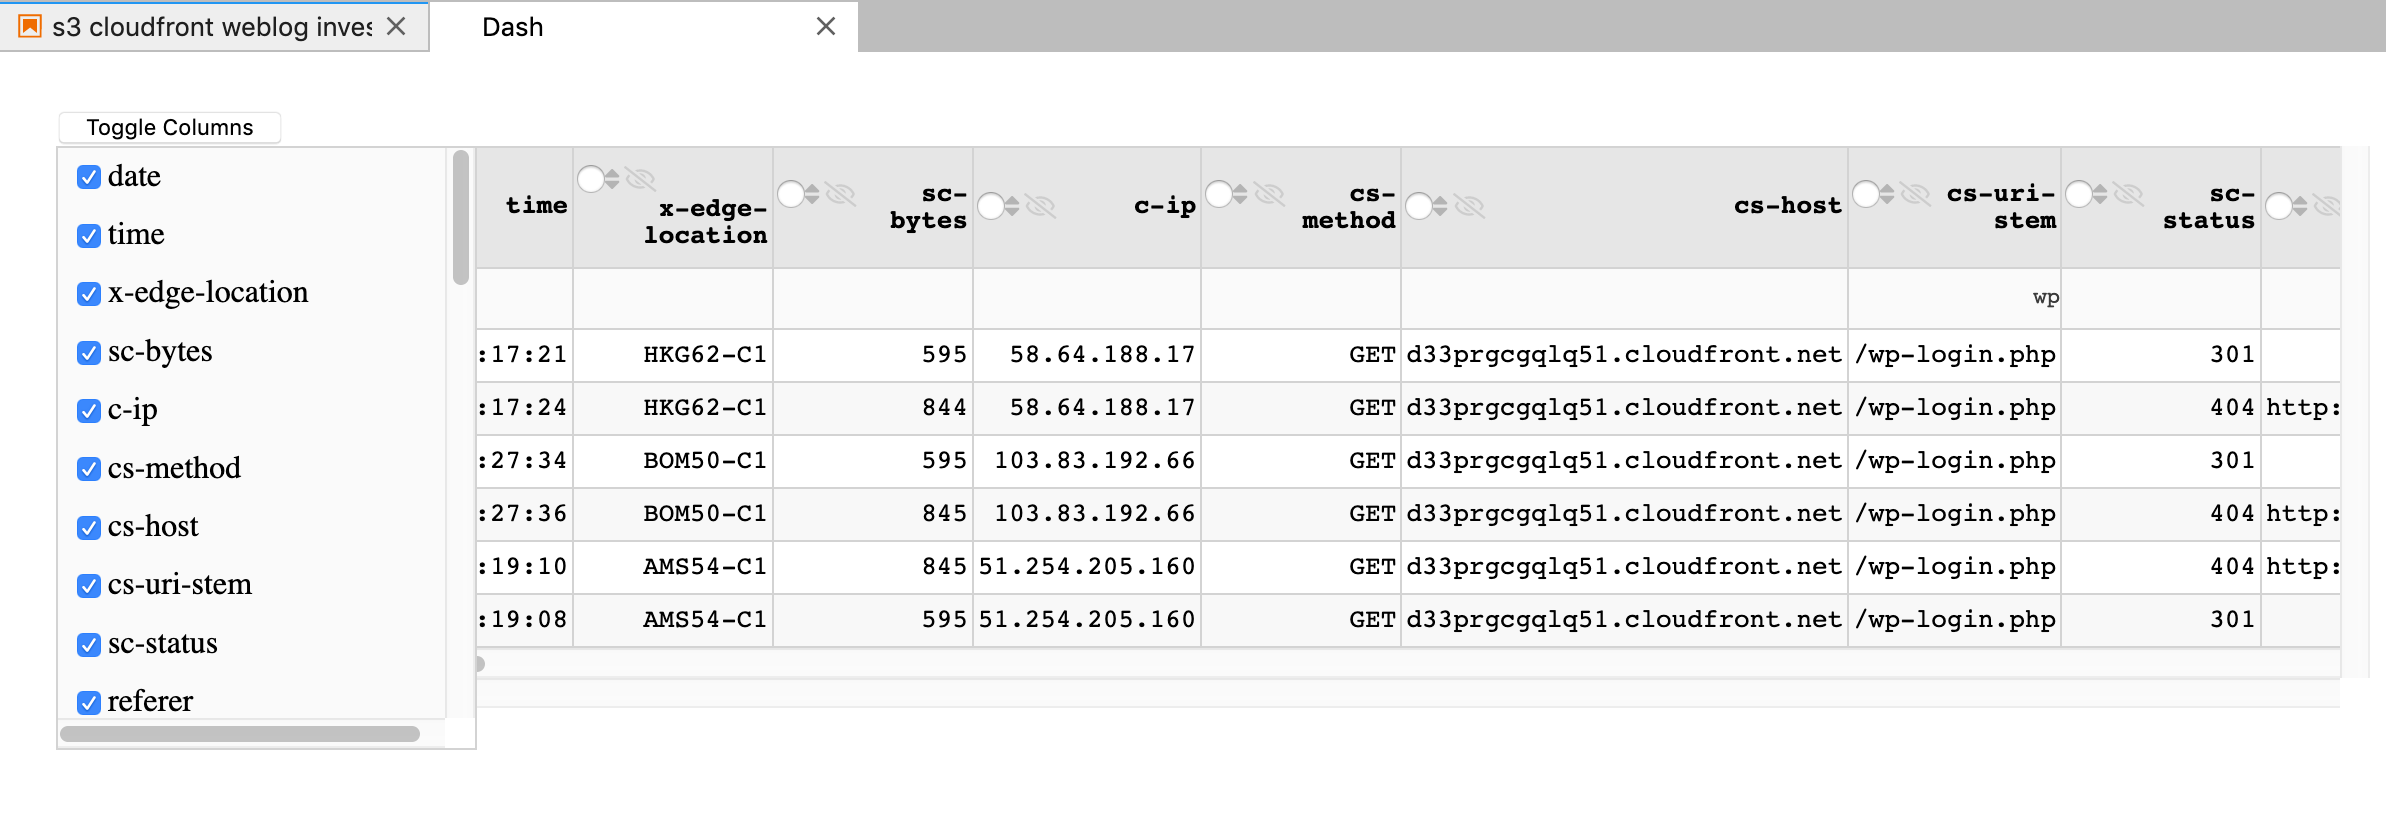 s3 cloudfront weblog inves
Dash
Toggle Columns
date
time
x-edge-location
sc-bytes
c-ip
cs-method
cs-host
cs-uri-stem
sc-status
referer
time x-edge-location sc-bytes c-ip cs-method cs-host cs-uri-stem sc-status
wp
:17:21 HKG62-C1 595 58.64.188.17 GET d33prgcgqlq51.cloudfront.net /wp-login.php 301
:17:24 HKG62-C1 844 58.64.188.17 GET d33prgcgqlq51.cloudfront.net /wp-login.php 404 http:
:27:34 BOM50-C1 595 103.83.192.66 GET d33prgcgqlq51.cloudfront.net /wp-login.php 301
:27:36 BOM50-C1 845 103.83.192.66 GET d33prgcgqlq51.cloudfront.net /wp-login.php 404 http:
:19:10 AMS54-C1 845 51.254.205.160 GET d33prgcgqlq51.cloudfront.net /wp-login.php 404 http:
:19:08 AMS54-C1 595 51.254.205.160 GET d33prgcgqlq51.cloudfront.net /wp-login.php 301